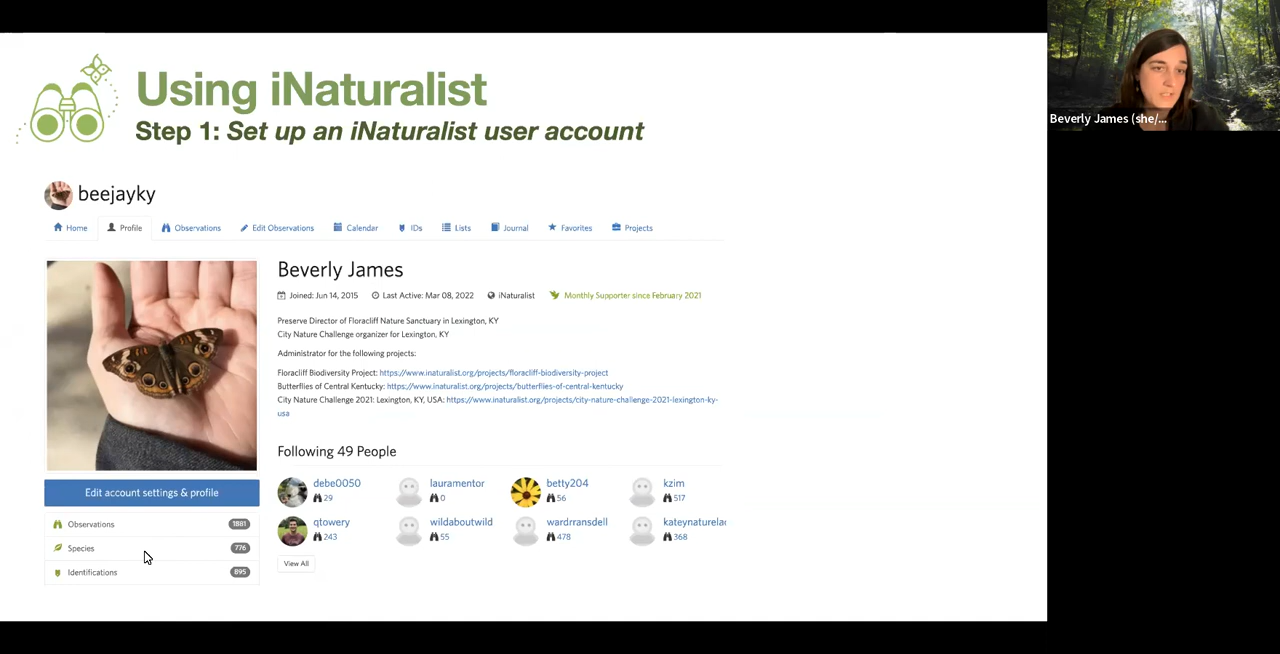 Using iNaturalist
Step 1: Set up an iNaturalist user account
Beverly James (she/...
beejayky
Home Profile Observations Edit Observations Calendar IDs Lists Journal Favorites Projects
Beverly James
Joined: Jun 14, 2015 Last Active: Mar 08, 2022 iNaturalist Monthly Supporter since February 2021
Preserve Director of Floracliff Nature Sanctuary in Lexington, KY
City Nature Challenge organizer for Lexington, KY
Administrator for the following projects:
Floracliff Biodiversity Project: https://www.inaturalist.org/projects/floracliff-biodiversity-project
Butterflies of Central Kentucky: https://www.inaturalist.org/projects/butterflies-of-central-kentucky
City Nature Challenge 2021: Lexington, KY, USA: https://www.inaturalist.org/projects/city-nature-challenge-2021-lexington-ky-
usa
Following 49 People
debe0050 lauramentor betty204 kzim
29 0 56 517
qtowery wildaboutwild wardrransdell kateynaturelac
243 55 478 368
View All
Edit account settings & profile
Observations 1881
Species 776
Identifications 895